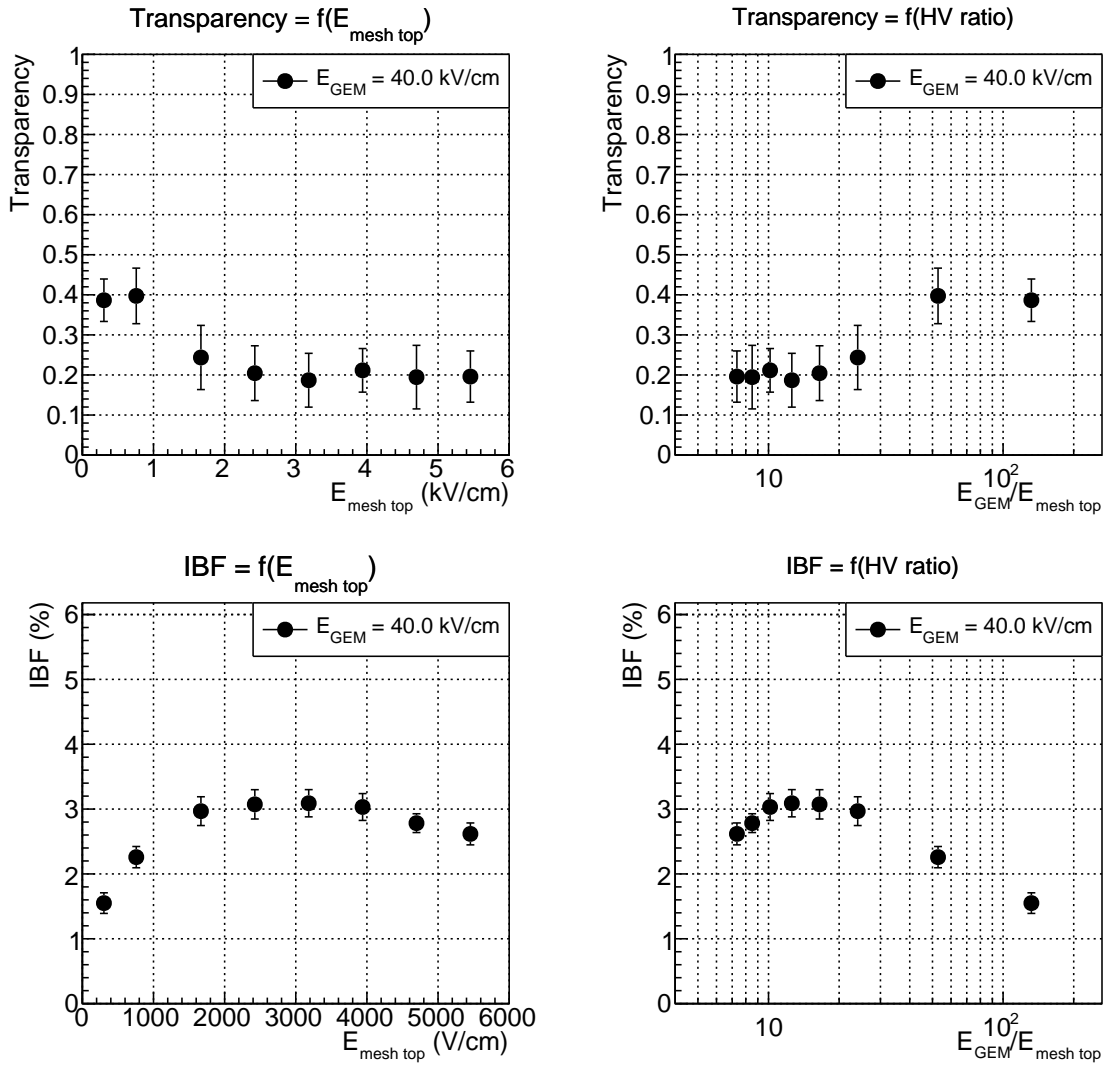 Transparency = f(E_mesh top)
E_GEM = 40.0 kV/cm
Transparency
1
0.9
0.8
0.7
0.6
0.5
0.4
0.3
0.2
0.1
0
0 1 2 3 4 5 6
E_mesh top (kV/cm)
Transparency = f(HV ratio)
E_GEM = 40.0 kV/cm
Transparency
1
0.9
0.8
0.7
0.6
0.5
0.4
0.3
0.2
0.1
0
10 10^2
E_GEM/E_mesh top
IBF = f(E_mesh top)
E_GEM = 40.0 kV/cm
IBF (%)
6
5
4
3
2
1
0
0 1000 2000 3000 4000 5000 6000
E_mesh top (V/cm)
IBF = f(HV ratio)
E_GEM = 40.0 kV/cm
IBF (%)
6
5
4
3
2
1
0
10 10^2
E_GEM/E_mesh top